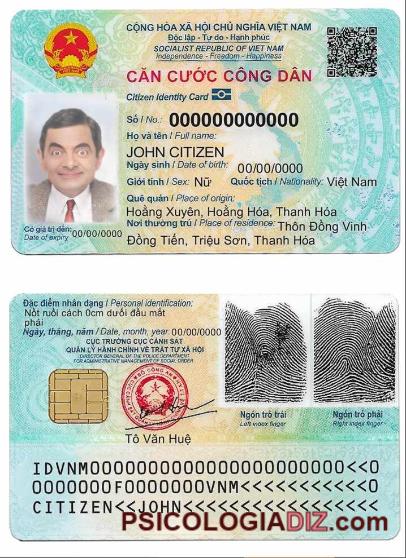 CỘNG HÒA XÃ HỘI CHỦ NGHĨA VIỆT NAM
Độc lập - Tự do - Hạnh phúc
SOCIALIST REPUBLIC OF VIET NAM
Independence - Freedom - Happiness
CĂN CƯỚC CÔNG DÂN
Citizen Identity Card
Số / No.: 000000000000
Họ và tên / Full name:
JOHN CITIZEN
Ngày sinh / Date of birth: 00/00/0000
Giới tính / Sex: Nữ Quốc tịch / Nationality: Việt Nam
Quê quán / Place of origin:
Hoằng Xuyên, Hoằng Hóa, Thanh Hóa
Nơi thường trú / Place of residence: Thôn Đồng Vinh
Đồng Tiến, Triệu Sơn, Thanh Hóa
Có giá trị đến: 00/00/0000
Date of expiry
Đặc điểm nhân dạng / Personal identification:
Nốt ruồi cách 0cm dưới đầu mắt
phải
Ngày, tháng, năm / Date, month, year: 00/00/0000
CỤC TRƯỞNG CỤC CẢNH SÁT
QUẢN LÝ HÀNH CHÍNH VỀ TRẬT TỰ XÃ HỘI
DIRECTOR GENERAL OF THE POLICE DEPARTMENT
FOR ADMINISTRATIVE MANAGEMENT OF SOCIAL ORDER
Tô Văn Huệ
Ngón trỏ trái
Left index finger
Ngón trỏ phải
Right index finger
IDVNM00000000000000000000000<<0
0000000F0000000VNM<<<<<<<<<<<0
CITIZEN<<JOHN<<<<<<<<<<<<<<<<<
PSICOLOGIADIZ.com